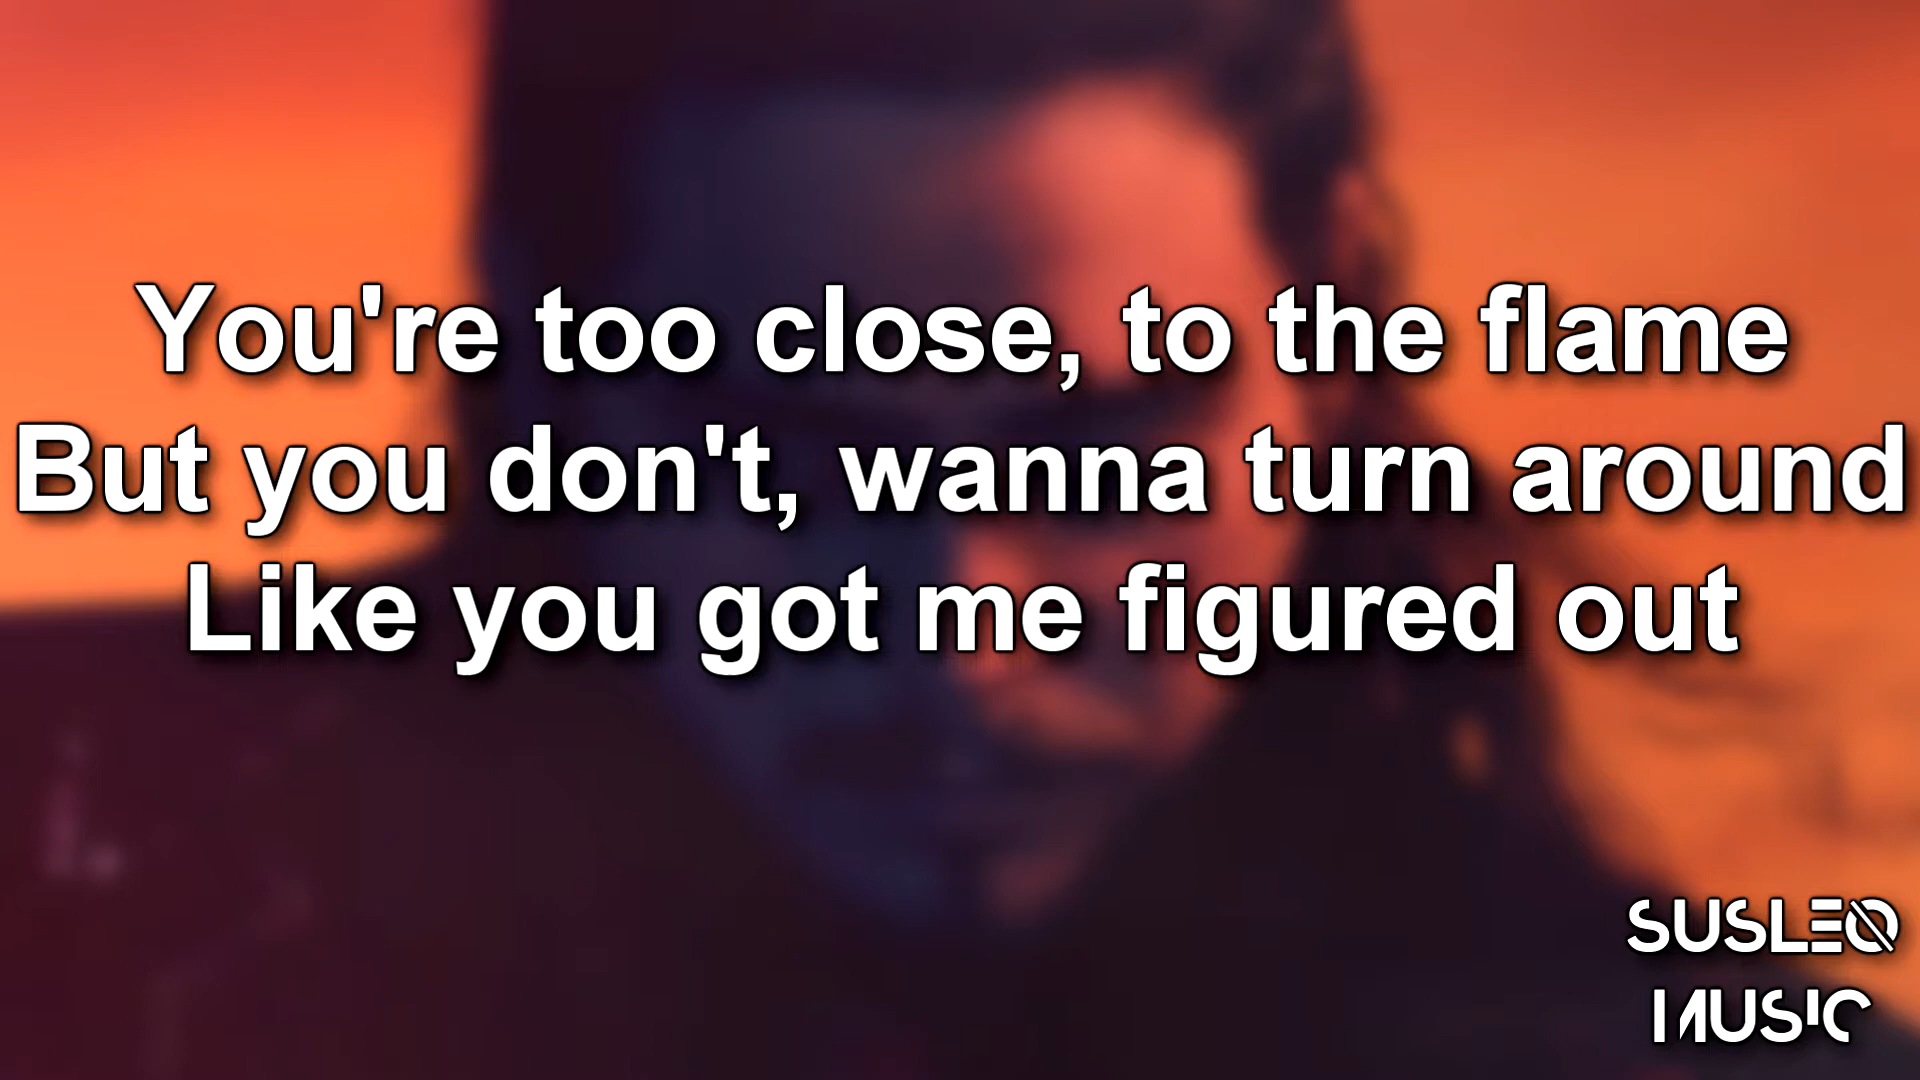 You're too close, to the flame
But you don't, wanna turn around
Like you got me figured out
SUSLEO
MUSIC